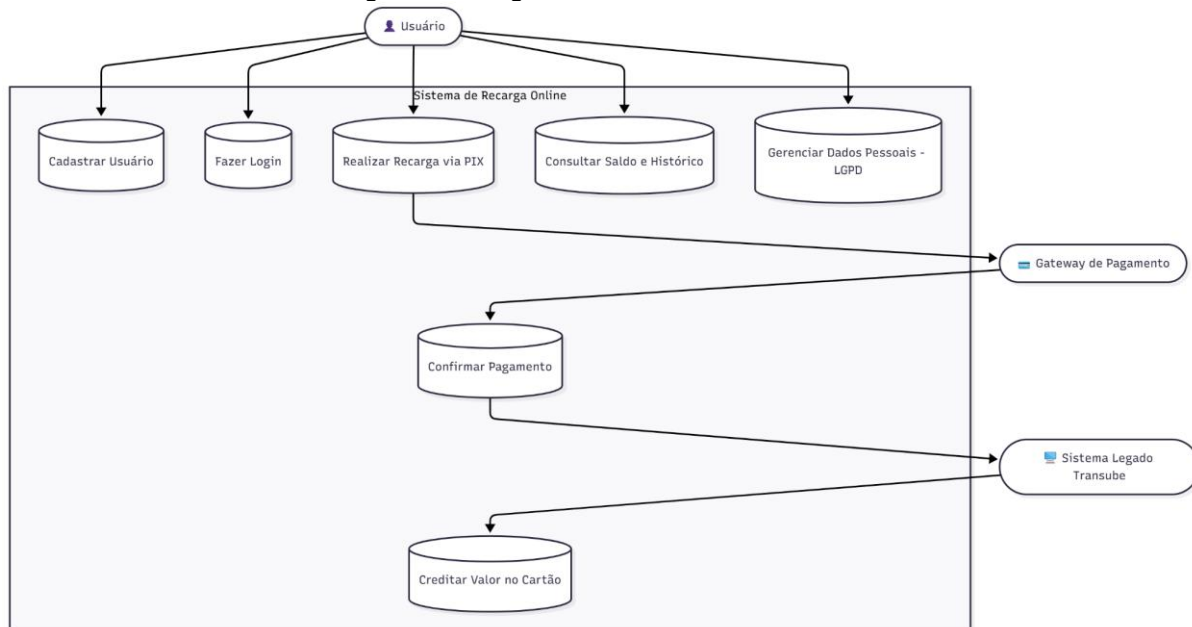 Usuário
Sistema de Recarga Online
Cadastrar Usuário
Fazer Login
Realizar Recarga via PIX
Consultar Saldo e Histórico
Gerenciar Dados Pessoais -
LGPD
Gateway de Pagamento
Confirmar Pagamento
Sistema Legado
Transube
Creditar Valor no Cartão